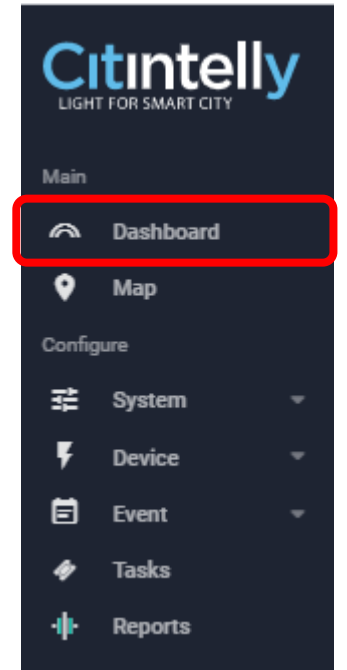 Citintelly
LIGHT FOR SMART CITY
Main
Dashboard
Map
Configure
System
Device
Event
Tasks
Reports